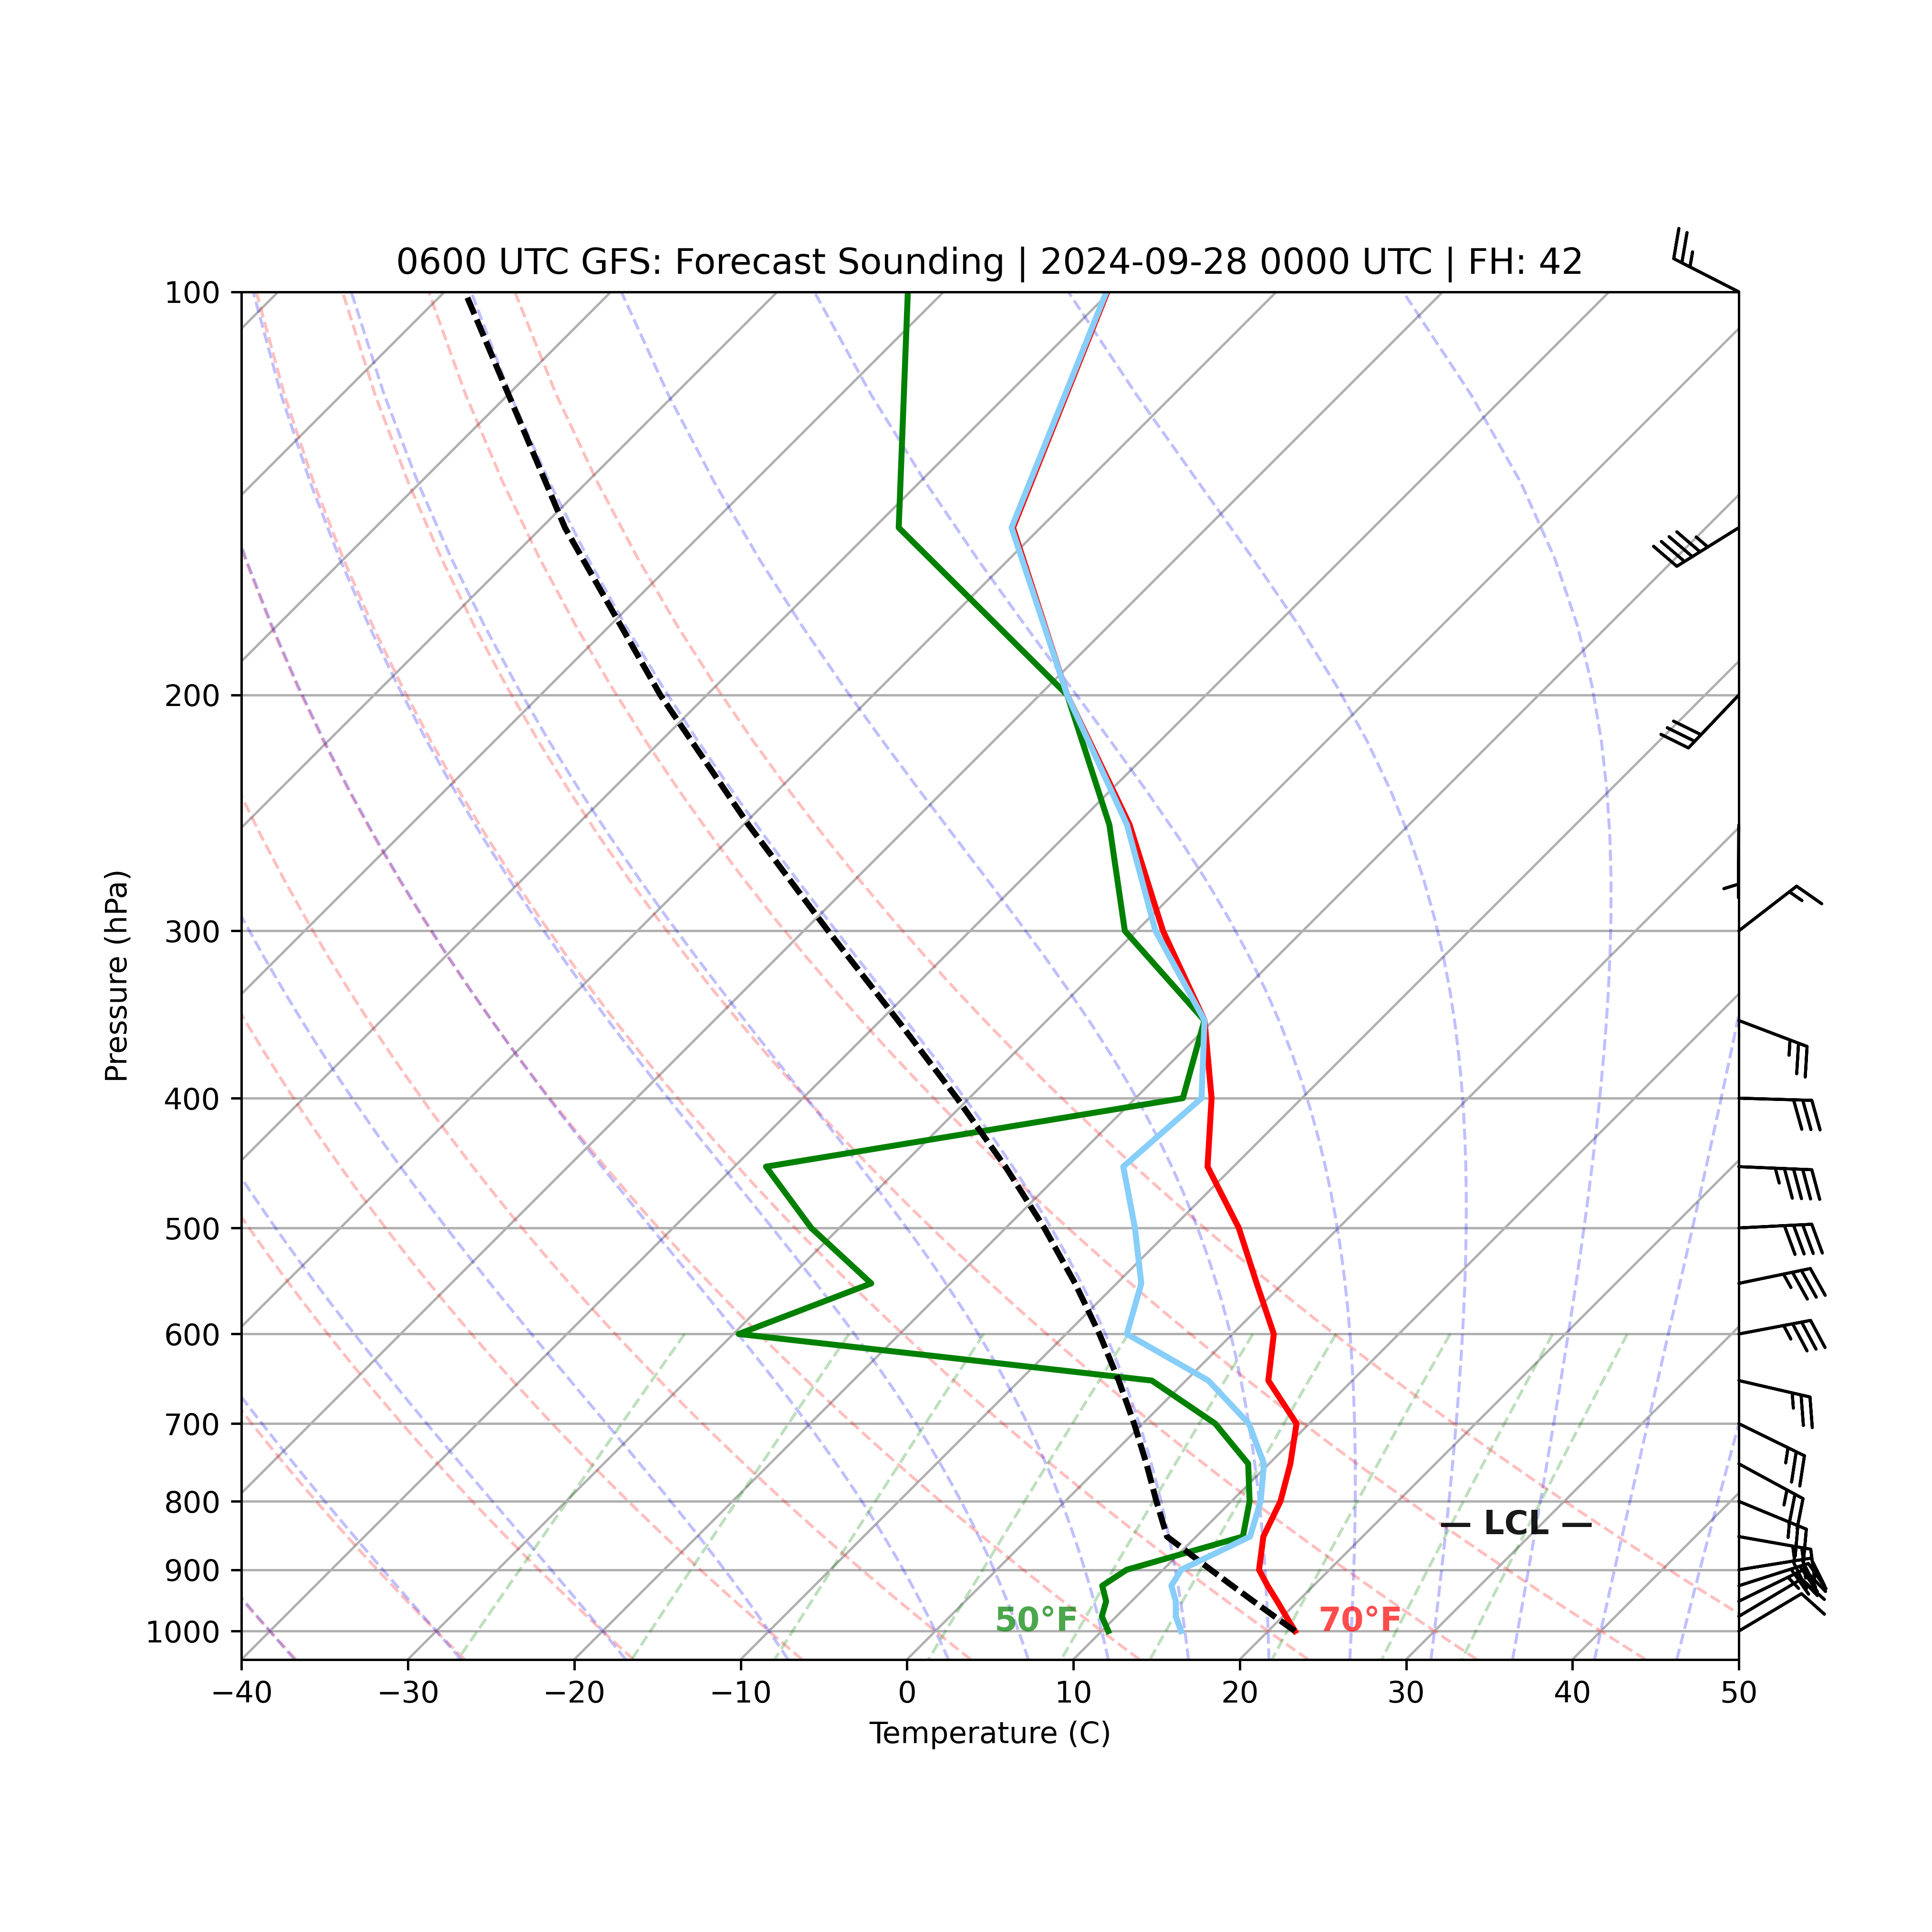 0600 UTC GFS: Forecast Sounding | 2024-09-28 0000 UTC | FH: 42
100
200
300
400
500
600
700
800
900
1000
Pressure (hPa)
— LCL —
50°F
70°F
−40 −30 −20 −10 0 10 20 30 40 50
Temperature (C)